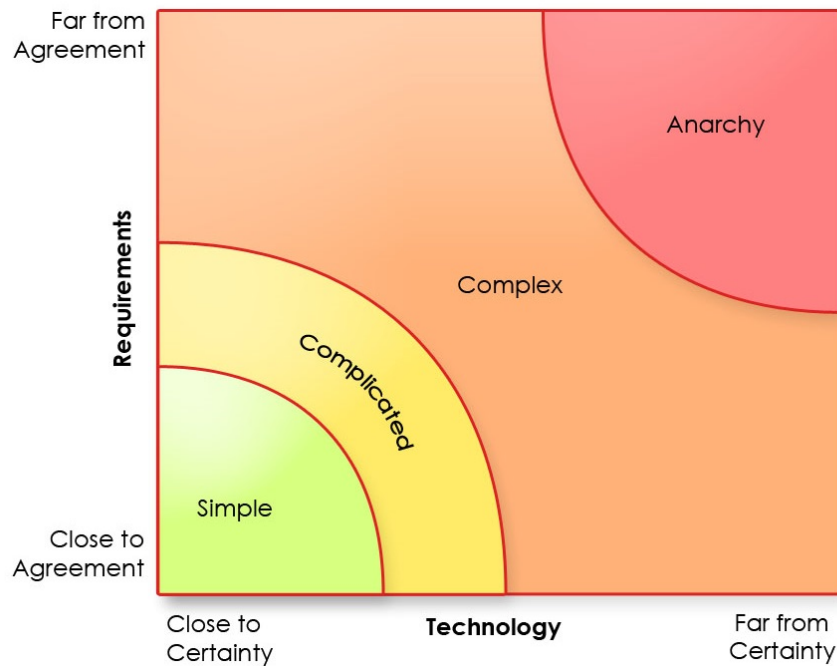 Far from
Agreement
Anarchy
Requirements
Complex
Complicated
Simple
Close to
Agreement
Close to
Certainty
Technology
Far from
Certainty